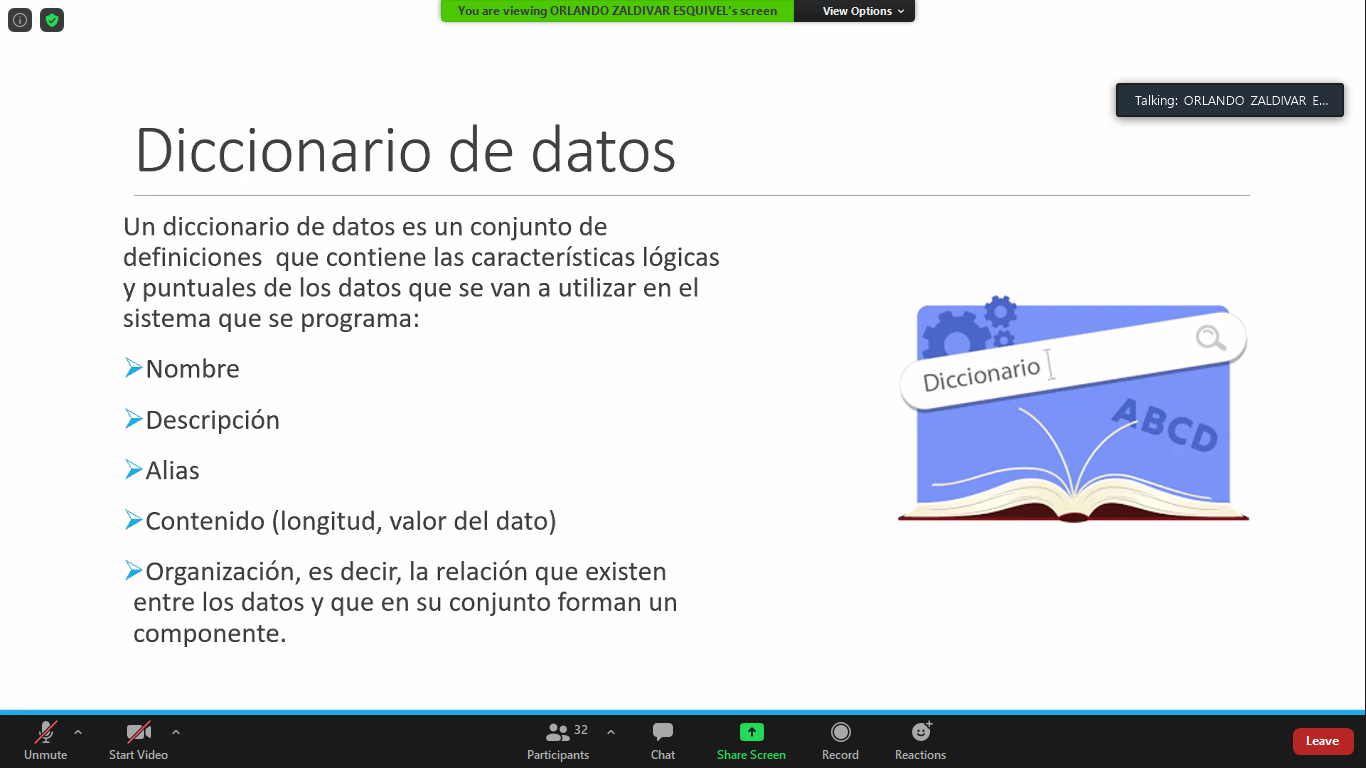 You are viewing ORLANDO ZALDIVAR ESQUIVEL's screen
View Options
Talking: ORLANDO ZALDIVAR E...
Diccionario de datos
Un diccionario de datos es un conjunto de
definiciones que contiene las características lógicas
y puntuales de los datos que se van a utilizar en el
sistema que se programa:
Nombre
Descripción
Alias
Contenido (longitud, valor del dato)
Organización, es decir, la relación que existen
entre los datos y que en su conjunto forman un
componente.
Diccionario
ABCD
Unmute
Start Video
Participants
32
Chat
Share Screen
Record
Reactions
Leave